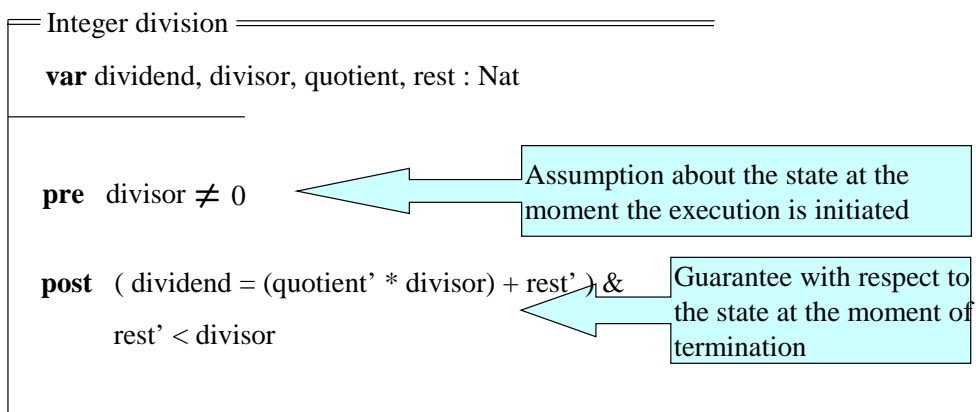 Integer division
var dividend, divisor, quotient, rest : Nat
pre divisor ≠ 0
Assumption about the state at the
moment the execution is initiated
post ( dividend = (quotient’ * divisor) + rest’ ) &
rest’ < divisor
Guarantee with respect to
the state at the moment of
termination